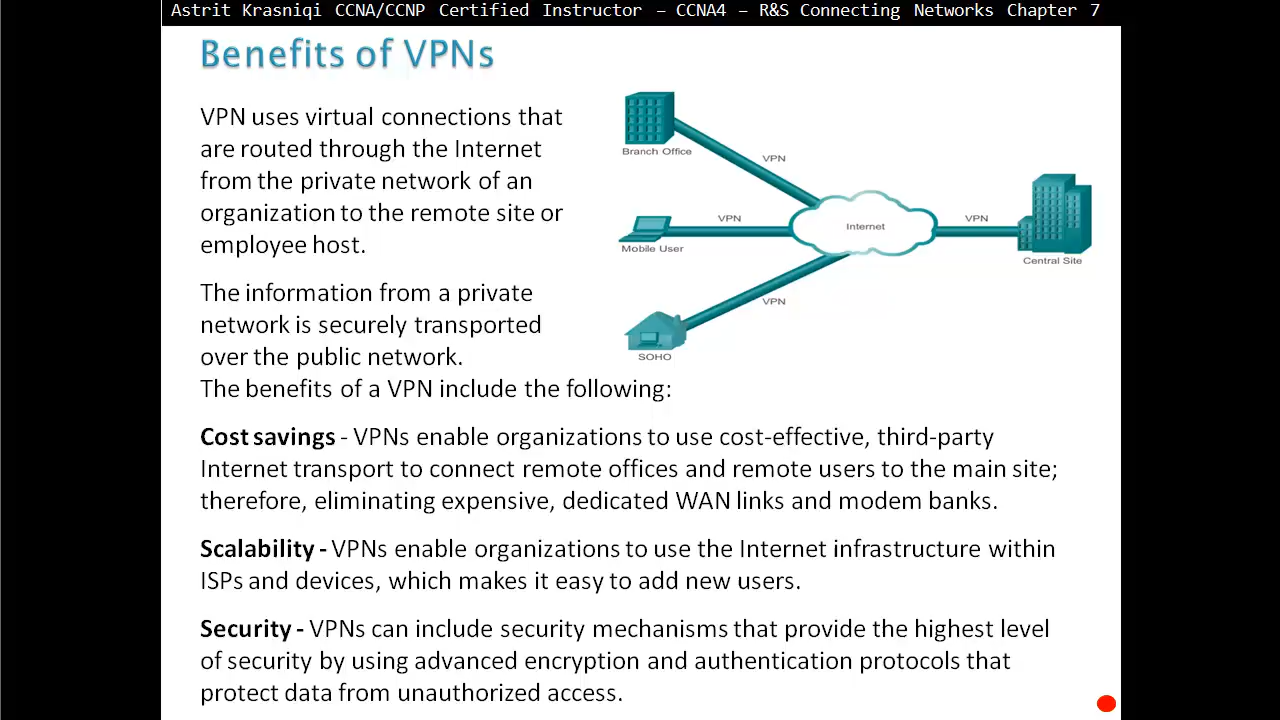 Astrit Krasniqi CCNA/CCNP Certified Instructor – CCNA4 – R&S Connecting Networks Chapter 7
Benefits of VPNs
VPN uses virtual connections that
are routed through the Internet
from the private network of an
organization to the remote site or
employee host.
The information from a private
network is securely transported
over the public network.
Branch Office
VPN
Mobile User
VPN
Internet
VPN
Central Site
VPN
SOHO
The benefits of a VPN include the following:
Cost savings - VPNs enable organizations to use cost-effective, third-party
Internet transport to connect remote offices and remote users to the main site;
therefore, eliminating expensive, dedicated WAN links and modem banks.
Scalability - VPNs enable organizations to use the Internet infrastructure within
ISPs and devices, which makes it easy to add new users.
Security - VPNs can include security mechanisms that provide the highest level
of security by using advanced encryption and authentication protocols that
protect data from unauthorized access.